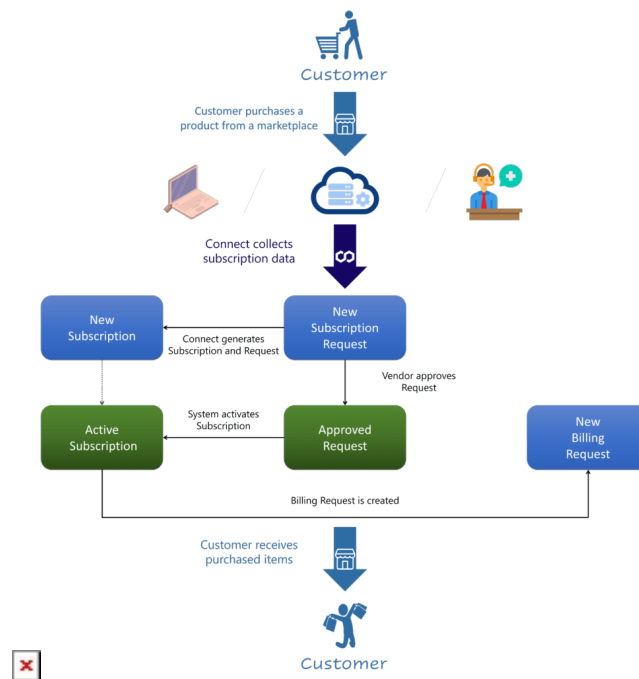 Customer
Customer purchases a
product from a marketplace
Connect collects
subscription data
New
Subscription
Connect generates
Subscription and Request
New
Subscription
Request
Vendor approves
Request
Active
Subscription
System activates
Subscription
Approved
Request
New
Billing
Request
Billing Request is created
Customer receives
purchased items
Customer